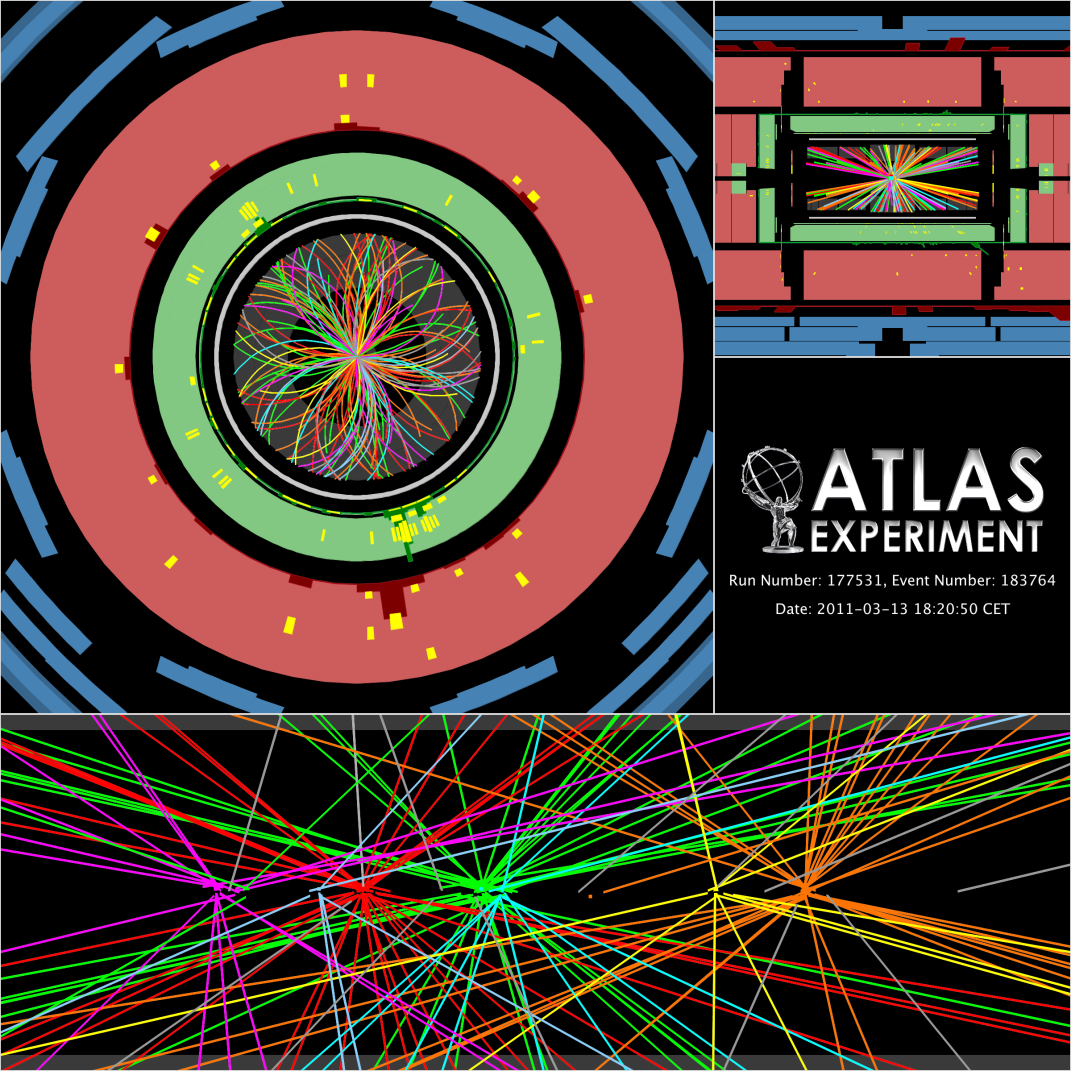 ATLAS
EXPERIMENT
Run Number: 177531, Event Number: 183764
Date: 2011-03-13 18:20:50 CET